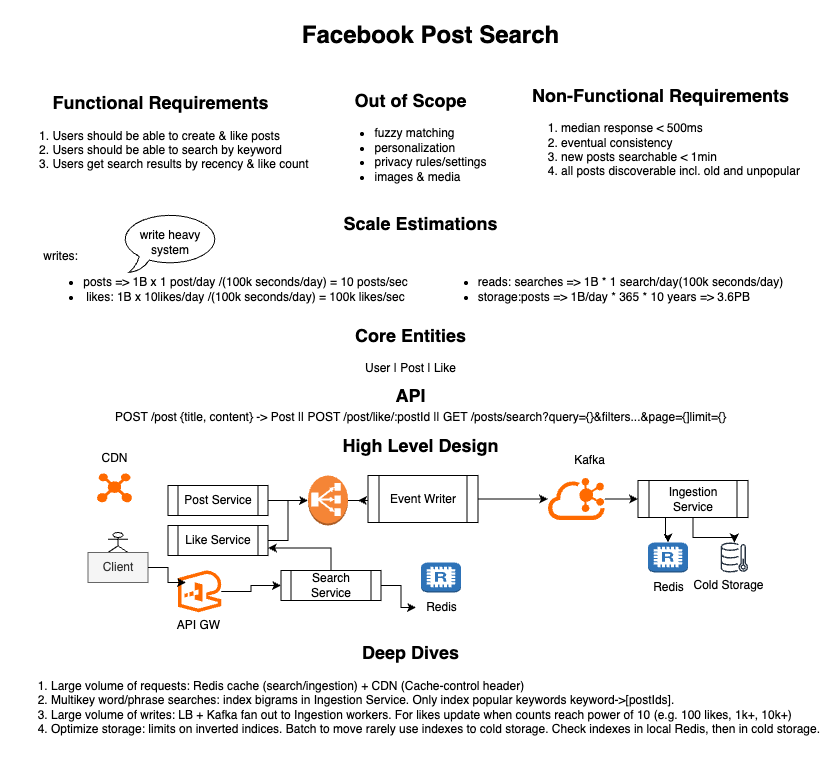 Facebook Post Search
Functional Requirements
1. Users should be able to create & like posts
2. Users should be able to search by keyword
3. Users get search results by recency & like count
Out of Scope
• fuzzy matching
• personalization
• privacy rules/settings
• images & media
Non-Functional Requirements
1. median response < 500ms
2. eventual consistency
3. new posts searchable < 1min
4. all posts discoverable incl. old and unpopular
Scale Estimations
write heavy
system
writes:
• posts => 1B x 1 post/day /(100k seconds/day) = 10 posts/sec
• likes: 1B x 10likes/day /(100k seconds/day) = 100k likes/sec
• reads: searches => 1B * 1 search/day(100k seconds/day)
• storage:posts => 1B/day * 365 * 10 years => 3.6PB
Core Entities
User | Post | Like
API
POST /post {title, content} -> Post || POST /post/like/:postId || GET /posts/search?query={}&filters...&page={]limit={}
High Level Design
CDN
Post Service
Like Service
Client
API GW
Search
Service
R
Redis
Event Writer
Kafka
Ingestion
Service
R
Redis
Cold Storage
Deep Dives
1. Large volume of requests: Redis cache (search/ingestion) + CDN (Cache-control header)
2. Multikey word/phrase searches: index bigrams in Ingestion Service. Only index popular keywords keyword->[postIds].
3. Large volume of writes: LB + Kafka fan out to Ingestion workers. For likes update when counts reach power of 10 (e.g. 100 likes, 1k+, 10k+)
4. Optimize storage: limits on inverted indices. Batch to move rarely use indexes to cold storage. Check indexes in local Redis, then in cold storage.